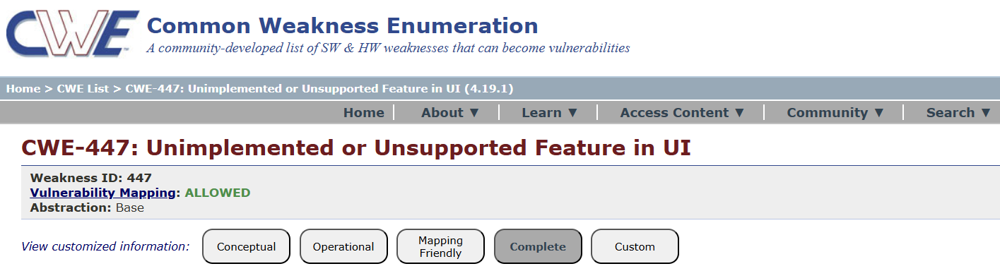 CWE™
Common Weakness Enumeration
A community-developed list of SW & HW weaknesses that can become vulnerabilities
Home > CWE List > CWE-447: Unimplemented or Unsupported Feature in UI (4.19.1)
Home About ▼ Learn ▼ Access Content ▼ Community ▼ Search ▼
CWE-447: Unimplemented or Unsupported Feature in UI
Weakness ID: 447
Vulnerability Mapping: ALLOWED
Abstraction: Base
View customized information: Conceptual Operational Mapping Friendly Complete Custom